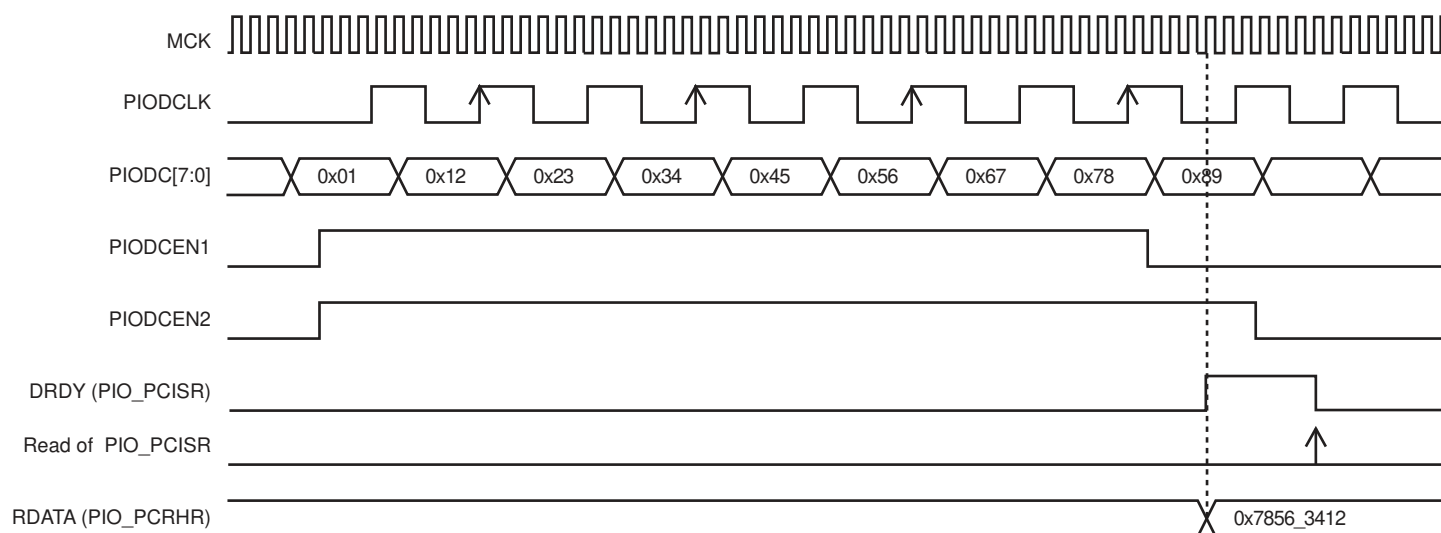 MCK
PIODCLK
PIODC[7:0] 0x01 0x12 0x23 0x34 0x45 0x56 0x67 0x78 0x89
PIODCEN1
PIODCEN2
DRDY (PIO_PCISR)
Read of PIO_PCISR
RDATA (PIO_PCRHR) 0x7856_3412